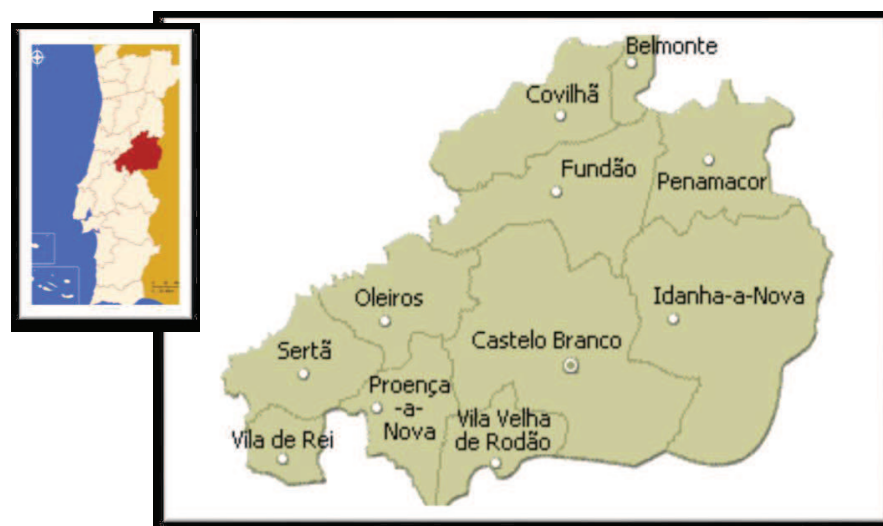 Belmonte
Covilhã
Fundão
Penamacor
Oleiros
Idanha-a-Nova
Castelo Branco
Sertã
Proença
-a-
Nova
Vila Velha
de Rodão
Vila de Rei